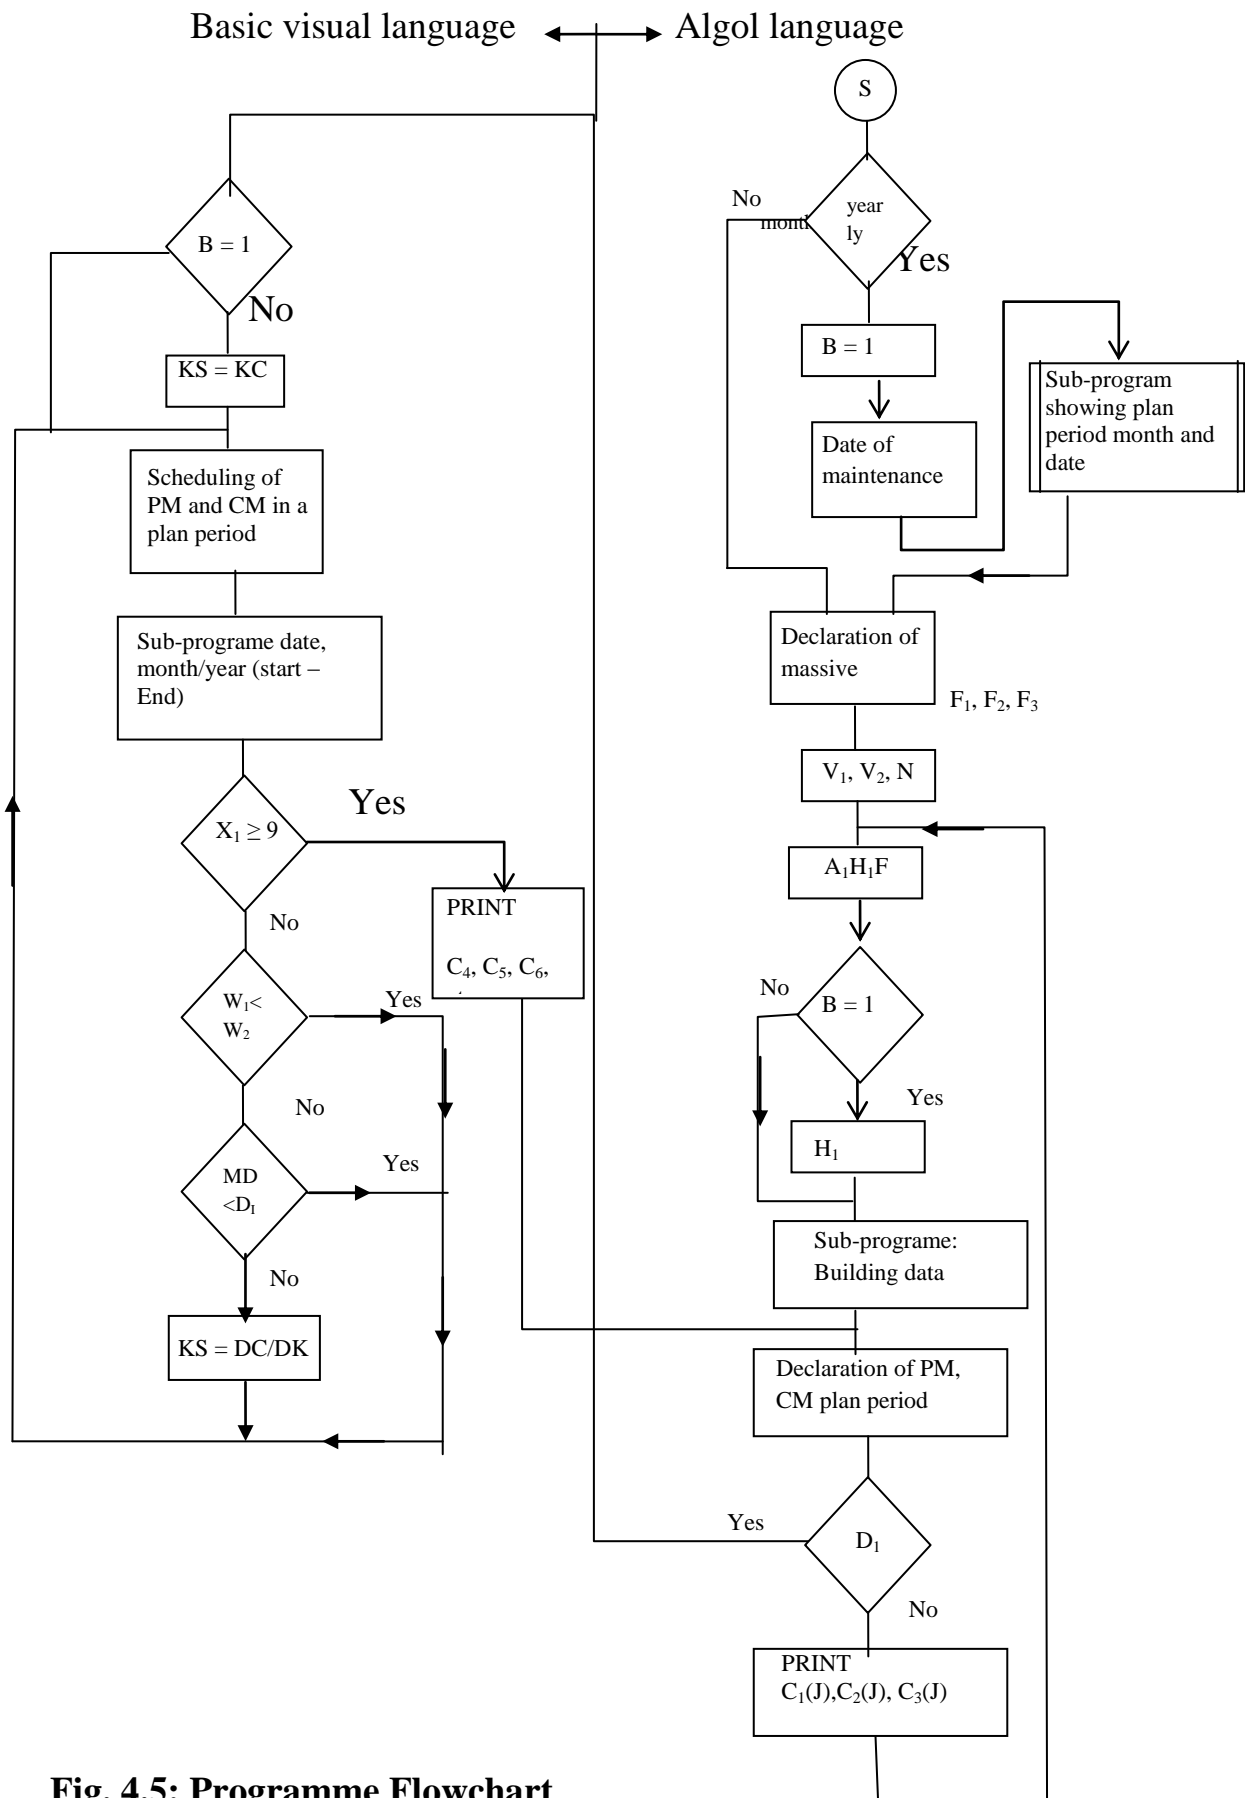 Basic visual language
Algol language
S
No
month
year
ly
Yes
B = 1
Date of
maintenance
Sub-program
showing plan
period month and
date
Declaration of
massive
F₁, F₂, F₃
V₁, V₂, N
A₁H₁F
No
B = 1
Yes
H₁
Sub-programe:
Building data
Declaration of PM,
CM plan period
Yes
D₁
No
PRINT
C₁(J),C₂(J), C₃(J)
B = 1
No
KS = KC
Scheduling of
PM and CM in a
plan period
Sub-programe date,
month/year (start –
End)
X₁ ≥ 9
Yes
No
PRINT
C₄, C₅, C₆,
W₁<
W₂
Yes
No
MD
<D_I
Yes
No
KS = DC/DK
Fig. 4.5: Programme Flowchart